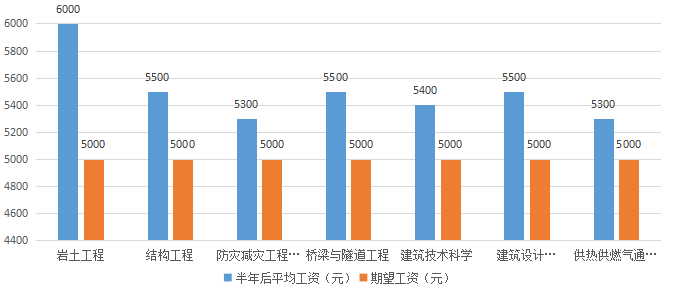 6000
6000
5800
5600
5500
5500
5500
5400
5400
5300
5300
5200
5000
5000
5000
5000
5000
5000
5000
5000
4800
4600
4400
岩土工程
结构工程
防灾减灾工程…
桥梁与隧道工程
建筑技术科学
建筑设计…
供热供燃气通…
半年后平均工资（元）
期望工资（元）